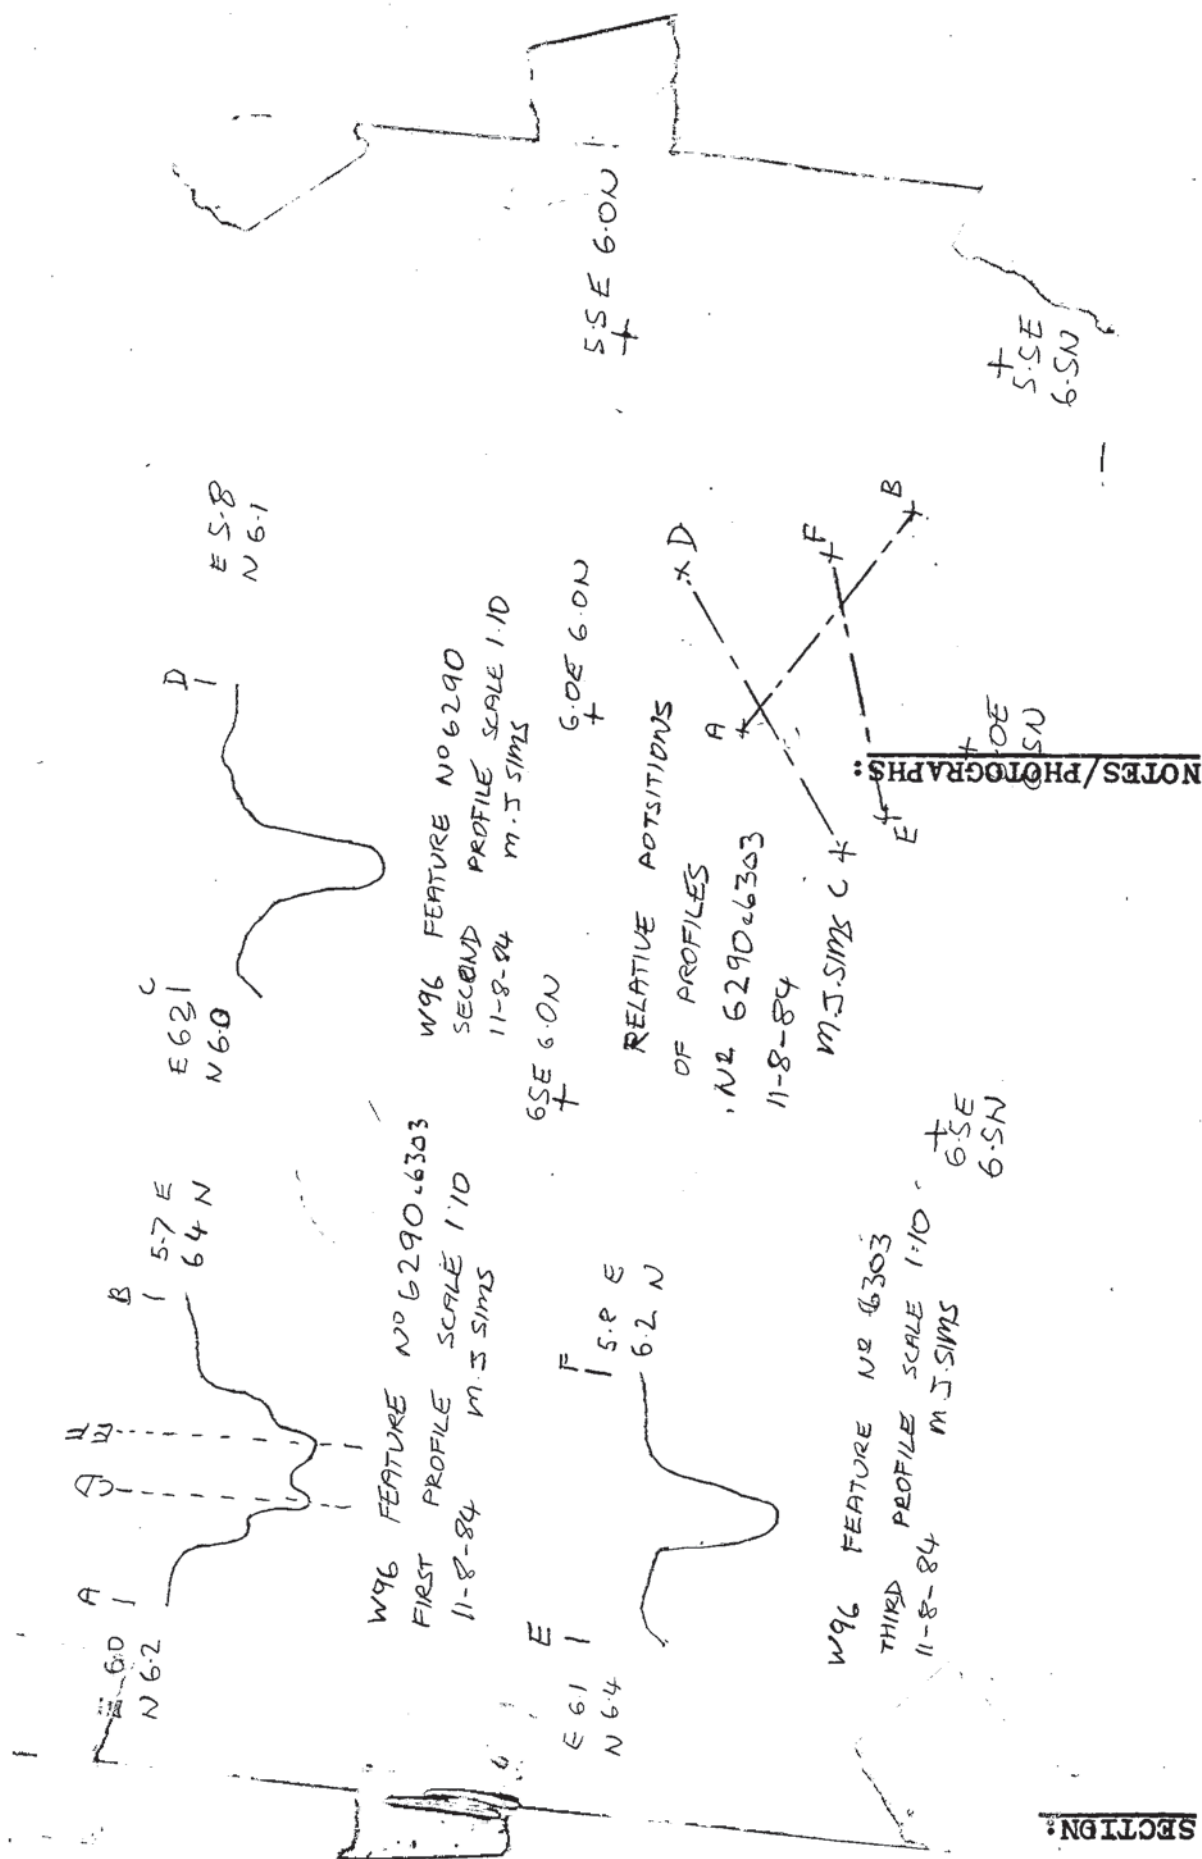 A
E 6.0
N 6.2
B
5.7 E
6.4 N
W96 FEATURE Nº 6290.6303
FIRST PROFILE SCALE 1:10
11-8-84 M.J SIMS
C
N 6.0
D
E 5.8
N 6.1
W96 FEATURE Nº 6290
SECOND PROFILE SCALE 1:10
11-8-84 M.J SIMS
E
E 6.1
N 6.4
F
5.8 E
6.2 N
W96 FEATURE Nº 6303
THIRD PROFILE SCALE 1:10
11-8-84 M.J.SIMS
6.5E 6.0N
6.0E 6.0N
5.5E 6.0N
RELATIVE POTSITIONS
OF PROFILES
Nº 6290.6303
11-8-84
M.J.SIMS
A
D
C
F
E
B
6.5E
6.5N
5.5E
6.5N
SECTION:
NOTES/PHOTOGRAPHS: